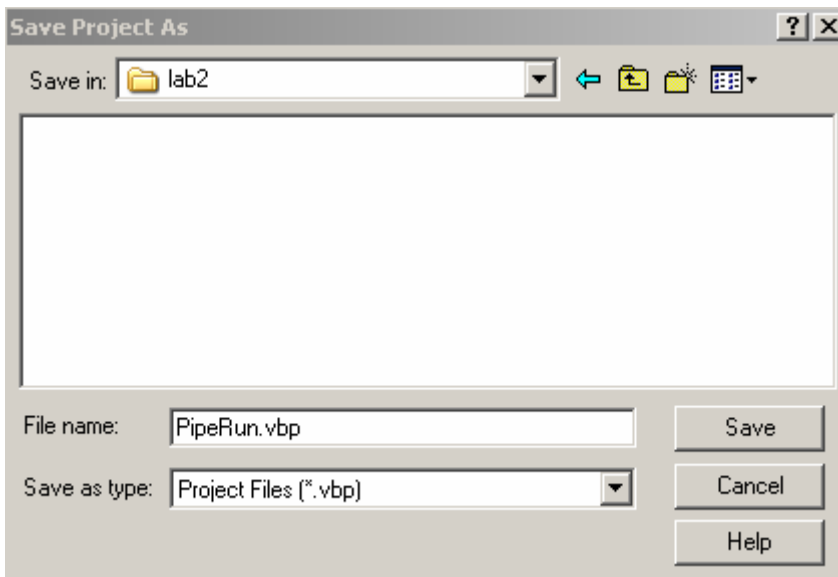 Save Project As
Save in: lab2
File name: PipeRun.vbp Save
Save as type: Project Files (*.vbp) Cancel
Help